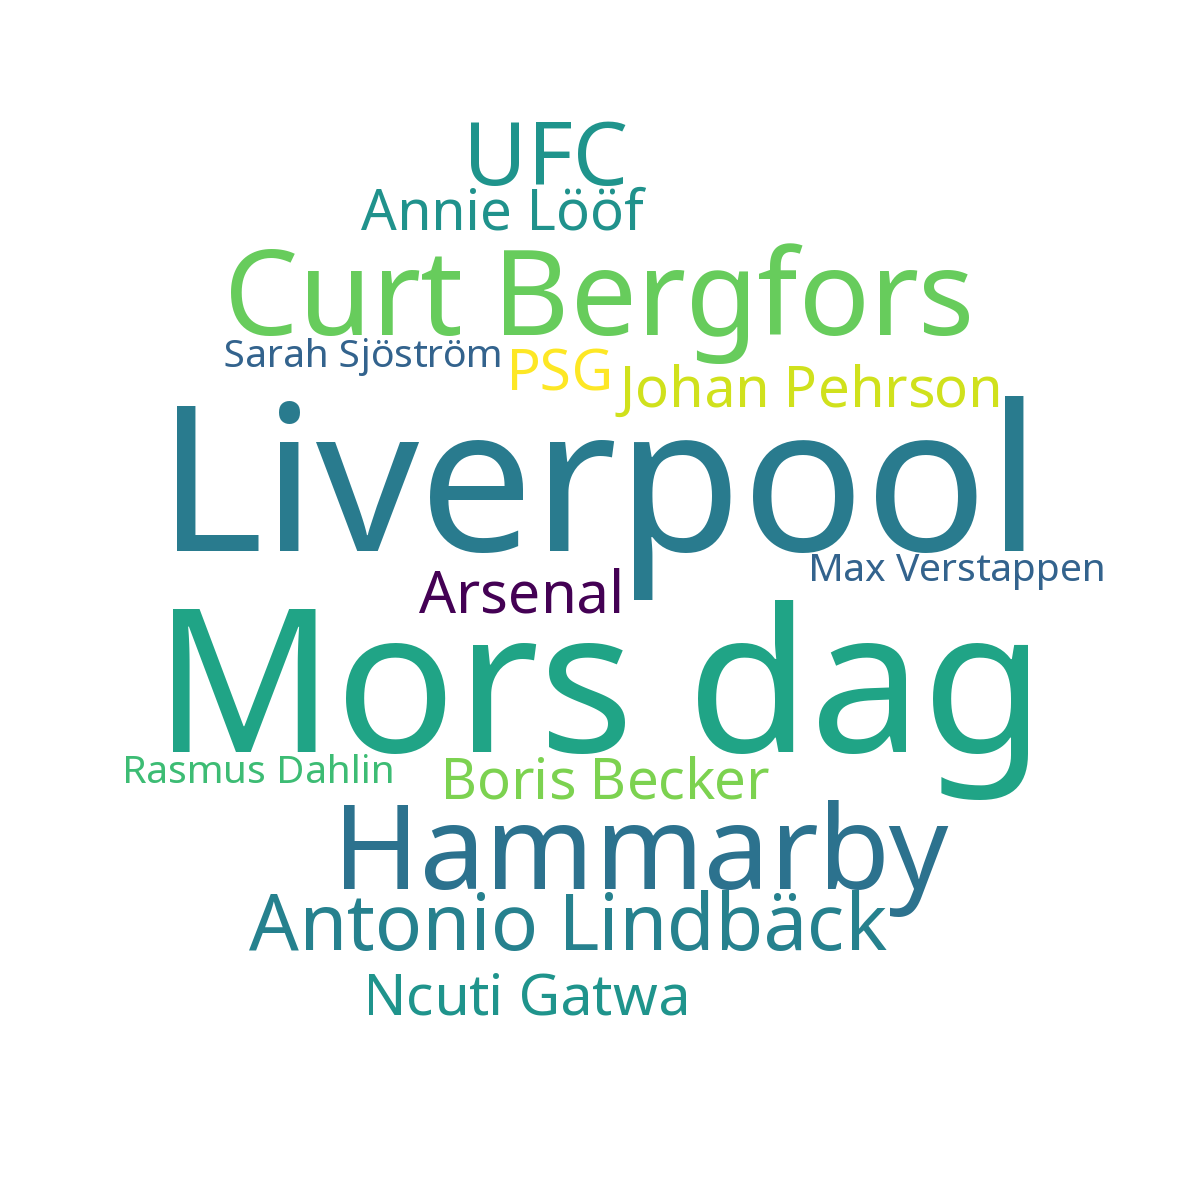 UFC
Annie Lööf
Curt Bergfors
Sarah Sjöström
PSG
Johan Pehrson
Liverpool
Max Verstappen
Arsenal
Mors dag
Rasmus Dahlin
Boris Becker
Hammarby
Antonio Lindbäck
Ncuti Gatwa